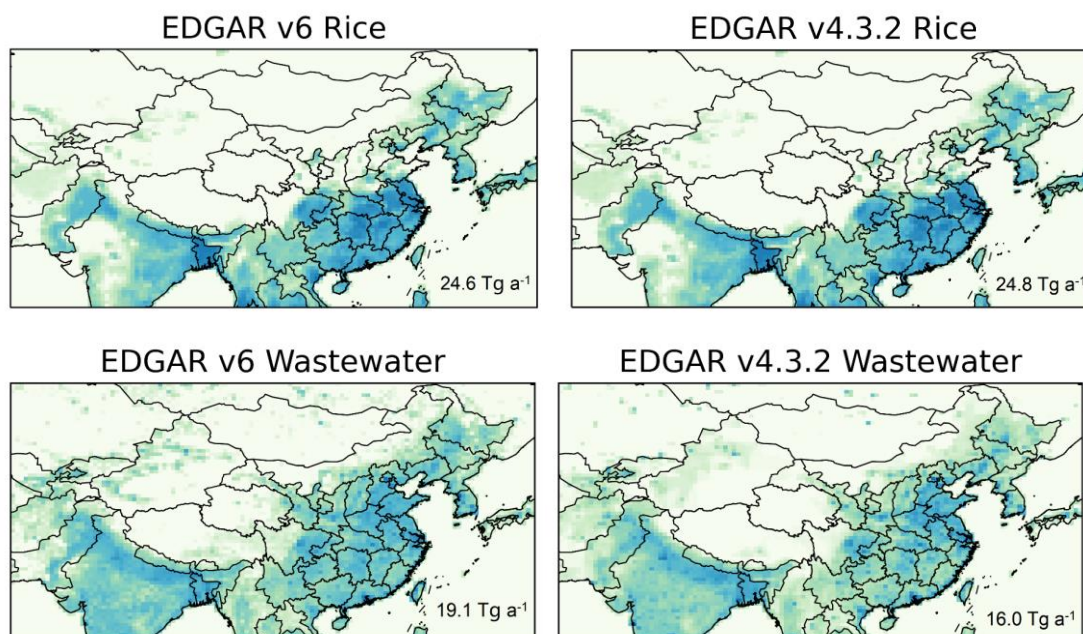 EDGAR v6 Rice
EDGAR v4.3.2 Rice
24.6 Tg a⁻¹
24.8 Tg a⁻¹
EDGAR v6 Wastewater
EDGAR v4.3.2 Wastewater
19.1 Tg a⁻¹
16.0 Tg a⁻¹